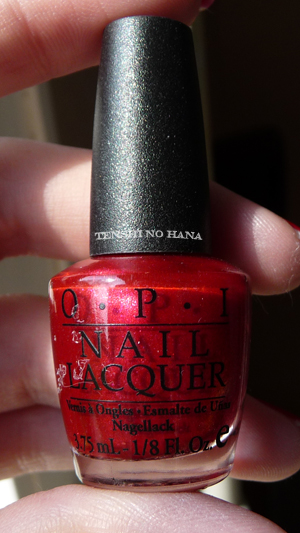 TENSHI NO HANA
O·P·I
NAIL
LACQUER
Vernis à Ongles • Esmalte de Uñas
Nagellack
3.75 ml - 1/8 Fl. Oz. e